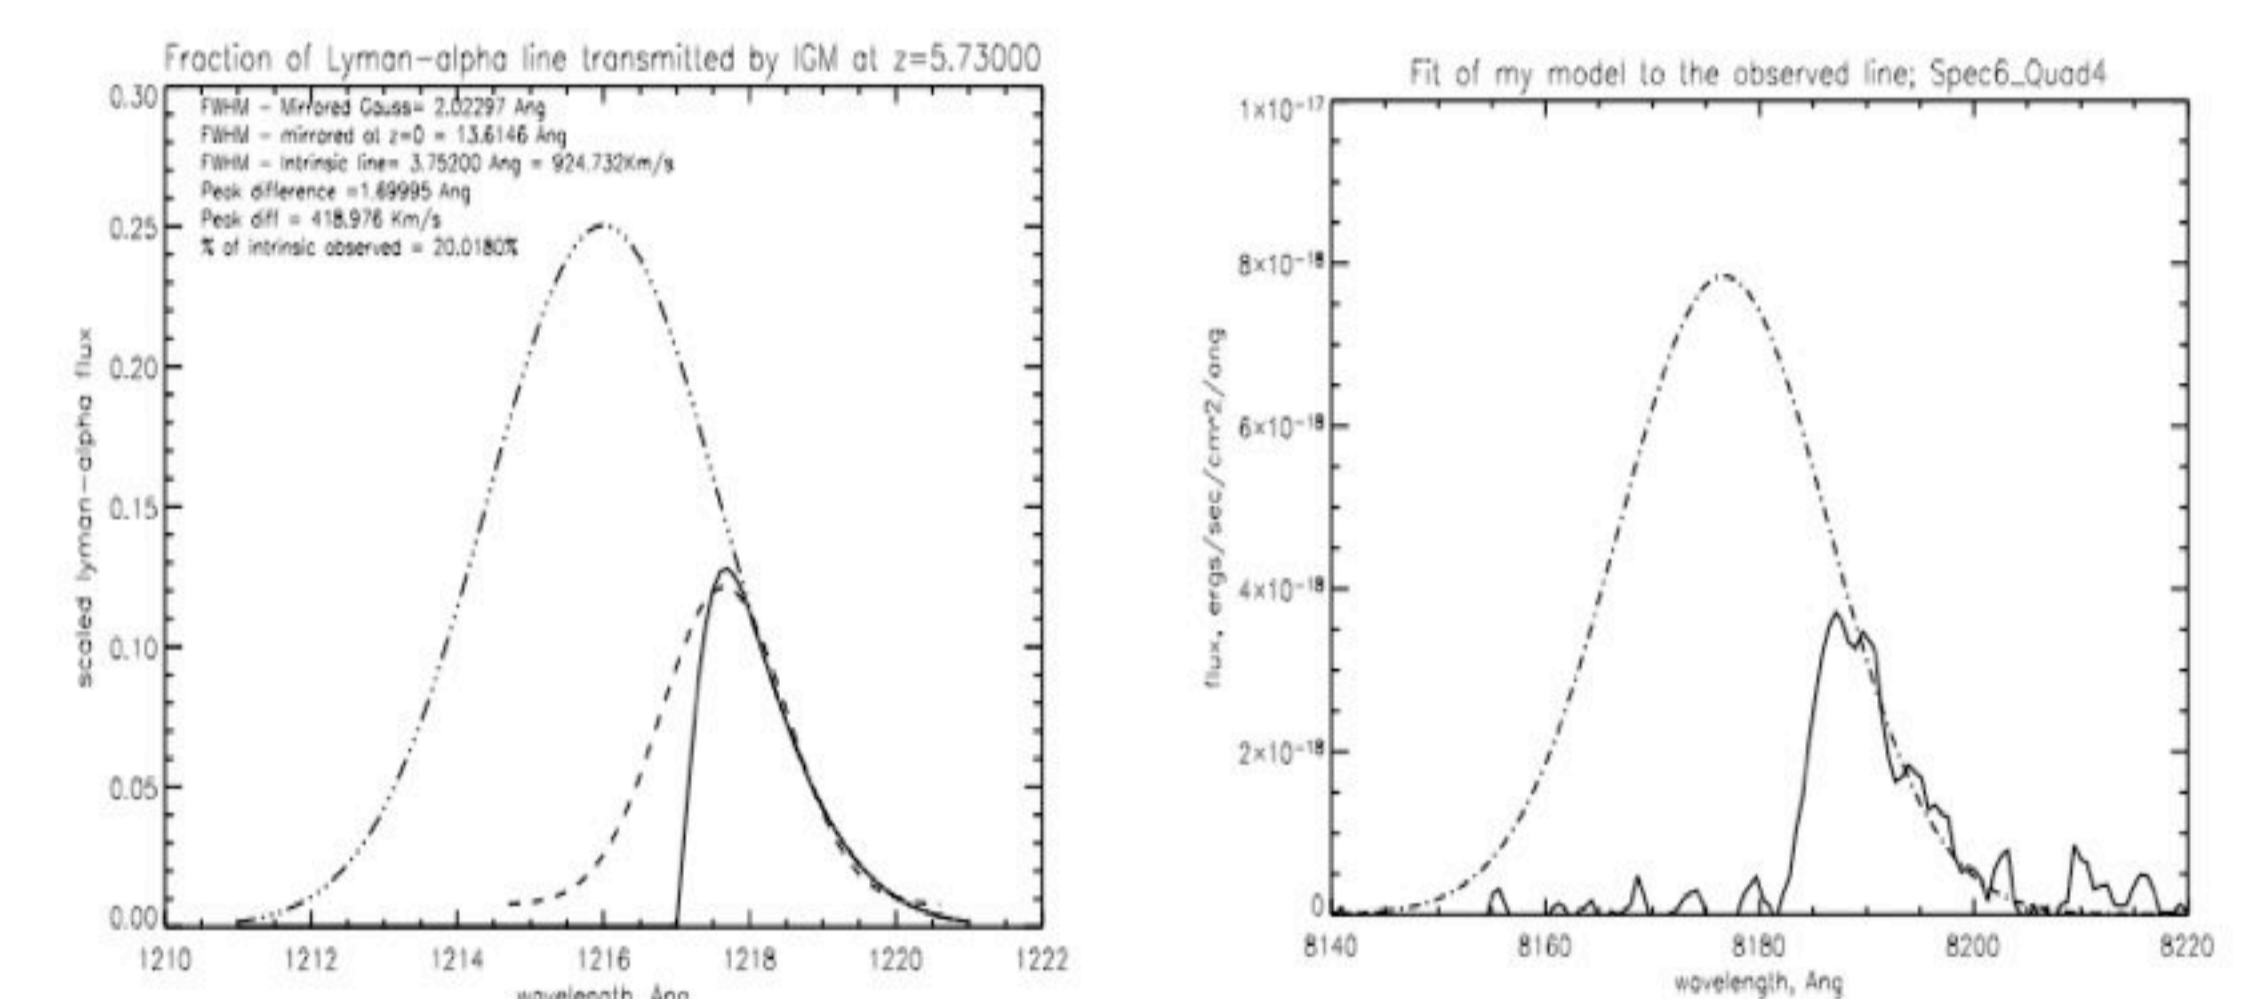 Fraction of Lyman-alpha line transmitted by IGM at z=5.73000
FWHM - Mirrored Gauss= 2.02297 Ang
FWHM - mirrored at z=0 = 13.6146 Ang
FWHM - Intrinsic line= 3.75200 Ang = 924.732Km/s
Peak difference =1.69995 Ang
Peak diff = 418.976 Km/s
% of intrinsic observed = 20.0180%
0.30
0.25
0.20
0.15
0.10
0.05
0.00
scaled lyman-alpha flux
1210 1212 1214 1216 1218 1220 1222
wavelength, Ang
Fit of my model to the observed line; Spec6_Quad4
1×10-17
8×10-18
6×10-18
4×10-18
2×10-18
0
flux, ergs/sec/cm^2/ang
8140 8160 8180 8200 8220
wavelength, Ang